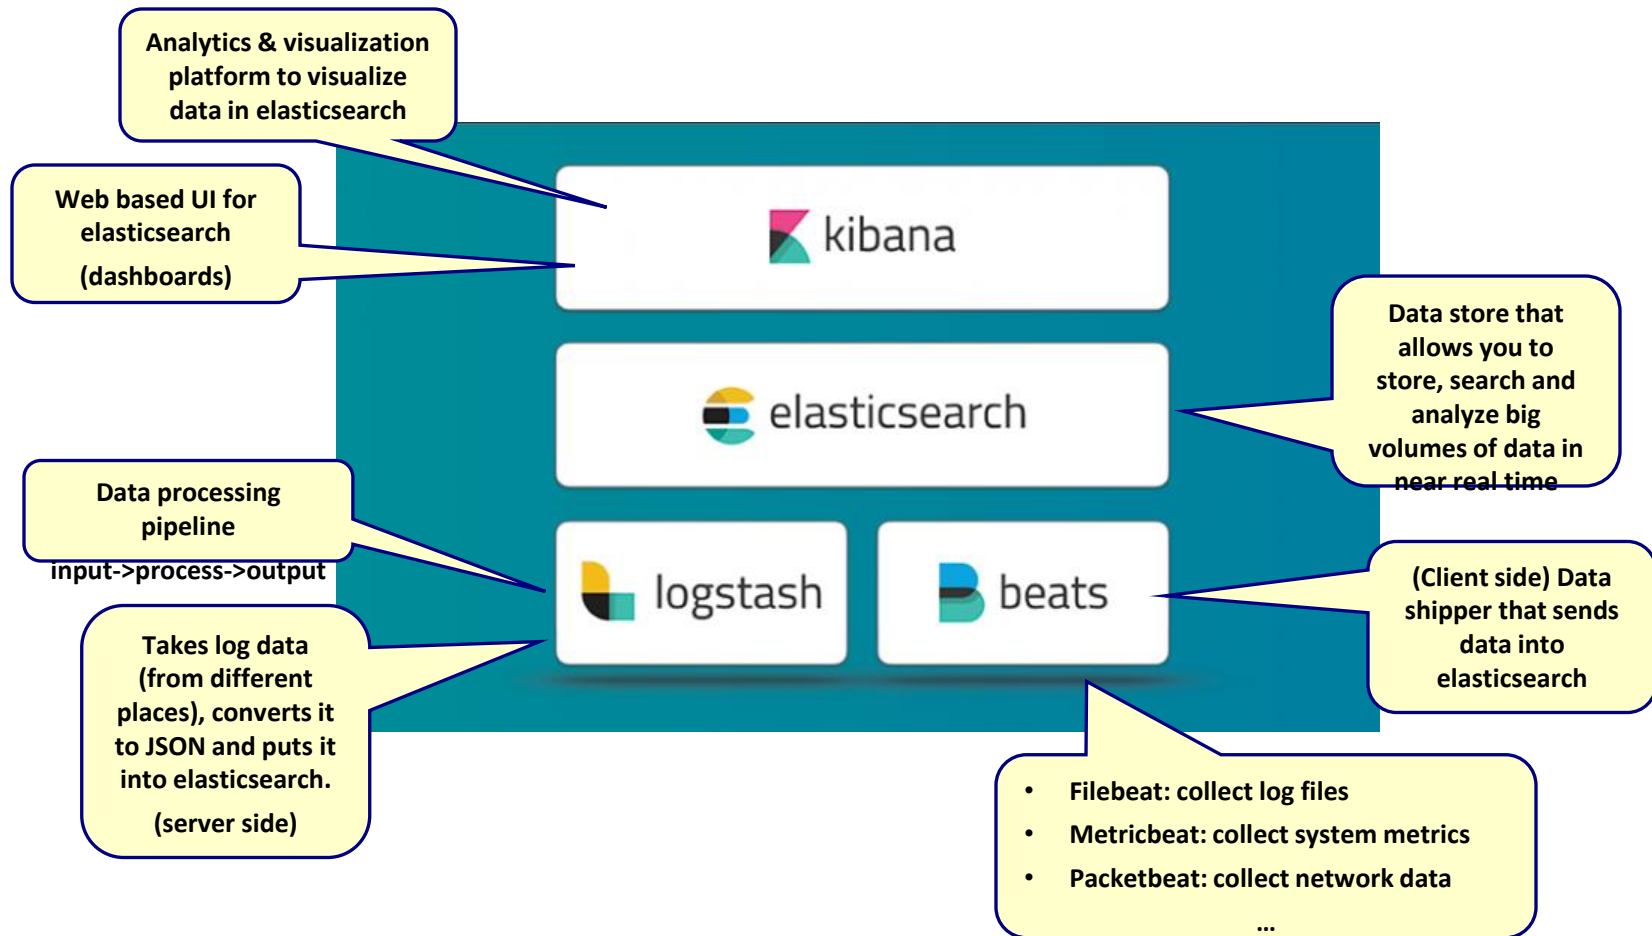 Analytics & visualization
platform to visualize
data in elasticsearch
Web based UI for
elasticsearch
(dashboards)
kibana
Data store that
allows you to
store, search and
analyze big
volumes of data in
near real time
elasticsearch
Data processing
pipeline
input->process->output
logstash
beats
(Client side) Data
shipper that sends
data into
elasticsearch
Takes log data
(from different
places), converts it
to JSON and puts it
into elasticsearch.
(server side)
• Filebeat: collect log files
• Metricbeat: collect system metrics
• Packetbeat: collect network data
…